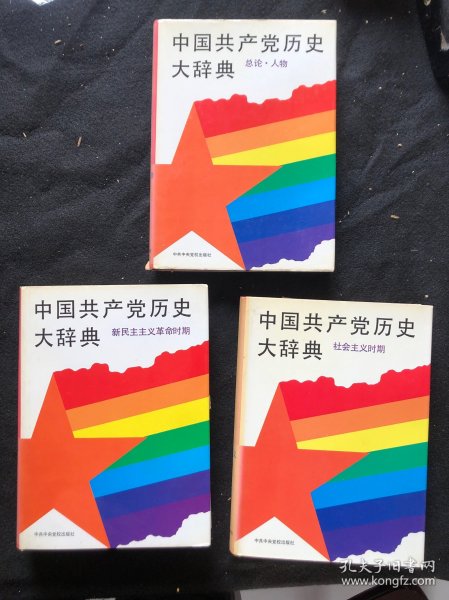 中国共产党历史
大辞典 总论·人物
中共中央党校出版社
中国共产党历史
大辞典 新民主主义革命时期
中共中央党校出版社
中国共产党历史
大辞典 社会主义时期
中共中央党校出版社
孔夫子旧书网
www.kongfz.com